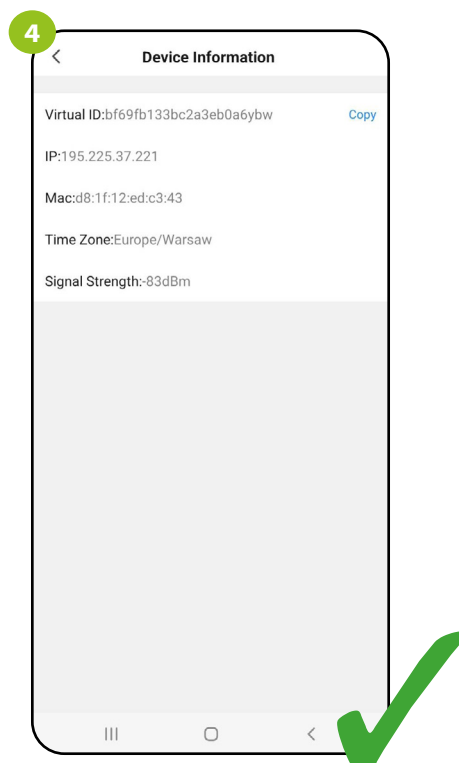 4
Device Information
Virtual ID:bf69fb133bc2a3eb0a6ybw Copy
IP:195.225.37.221
Mac:d8:1f:12:ed:c3:43
Time Zone:Europe/Warsaw
Signal Strength:-83dBm